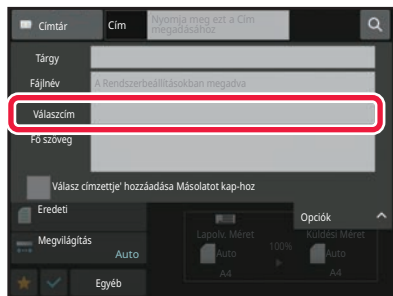 Címtár
Cím
Nyomja meg ezt a Cím
megadásához
Tárgy
Fájlnév
A Rendszerbeállításokban megadva
Válaszcím
Fő szöveg
Válasz címzettje' hozzáadása Másolatot kap-hoz
Eredeti
Opciók
Megvilágítás
Auto
Lapolv. Méret
100%
Küldési Méret
Auto
Auto
A4
A4
Egyéb